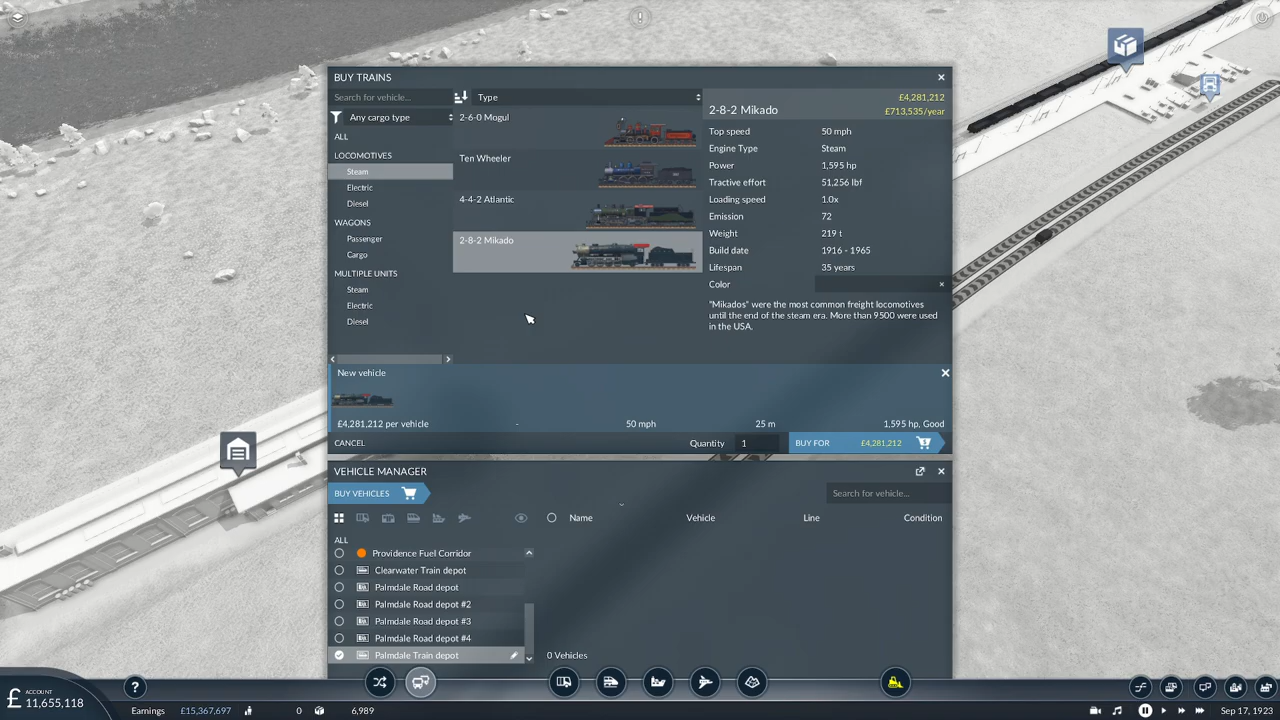 BUY TRAINS
Search for vehicle...
Type
Any cargo type
ALL
LOCOMOTIVES
Steam
Electric
Diesel
WAGONS
Passenger
Cargo
MULTIPLE UNITS
Steam
Electric
Diesel
2-6-0 Mogul
Ten Wheeler
4-4-2 Atlantic
2-8-2 Mikado
2-8-2 Mikado
£4,281,212
£713,535/year
Top speed 50 mph
Engine Type Steam
Power 1,595 hp
Tractive effort 51,256 lbf
Loading speed 1.0x
Emission 72
Weight 219 t
Build date 1916 - 1965
Lifespan 35 years
Color
"Mikados" were the most common freight locomotives
until the end of the steam era. More than 9500 were used
in the USA.
New vehicle
£4,281,212 per vehicle - 50 mph 25 m 1,595 hp, Good
CANCEL Quantity 1 BUY FOR £4,281,212
VEHICLE MANAGER
BUY VEHICLES Search for vehicle...
Name Vehicle Line Condition
ALL
Providence Fuel Corridor
Clearwater Train depot
Palmdale Road depot
Palmdale Road depot #2
Palmdale Road depot #3
Palmdale Road depot #4
Palmdale Train depot 0 Vehicles
£ ACCOUNT
11,655,118
?
Earnings £15,367,697 0 6,989 Sep 17, 1923